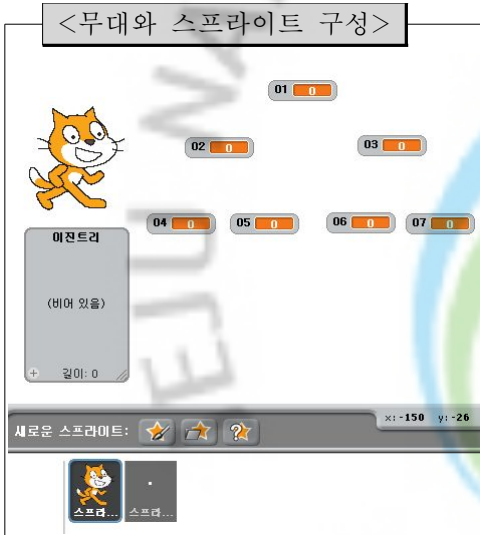 <무대와 스프라이트 구성>
01 0
02 0
03 0
04 0
05 0
06 0
07 0
이진트리
(비어 있음)
+ 길이: 0
x: -150 y: -26
새로운 스프라이트:
스프라...
스프라...